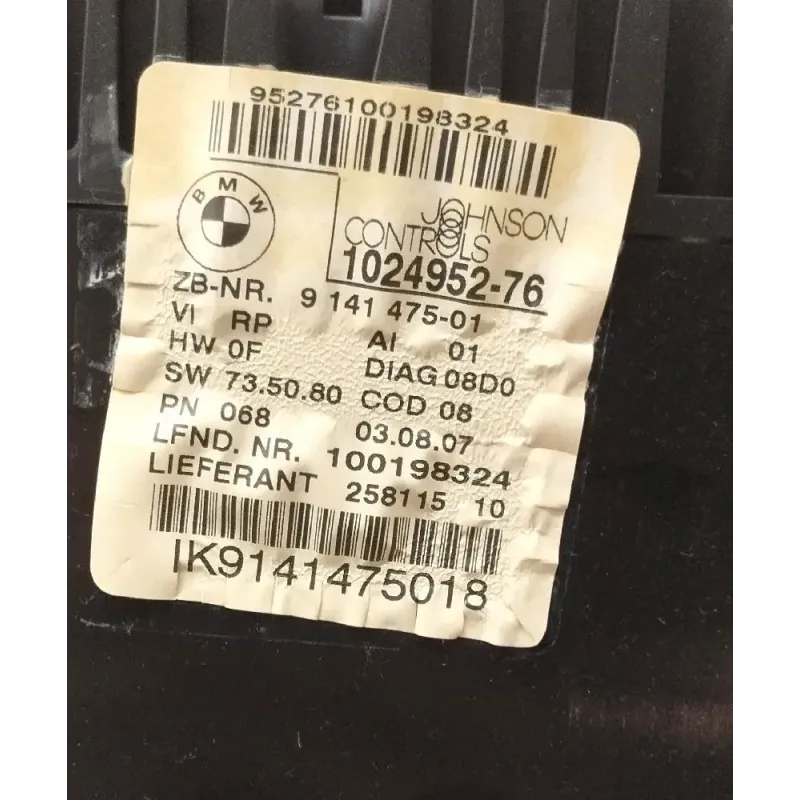 95276100198324
BMW
JOHNSON
CONTROLS
1024952-76
ZB-NR. 9 141 475-01
VI RP AI 01
HW 0F DIAG 08D0
SW 73.50.80 COD 08
PN 068 03.08.07
LFND. NR. 100198324
LIEFERANT 258115 10
IK9141475018